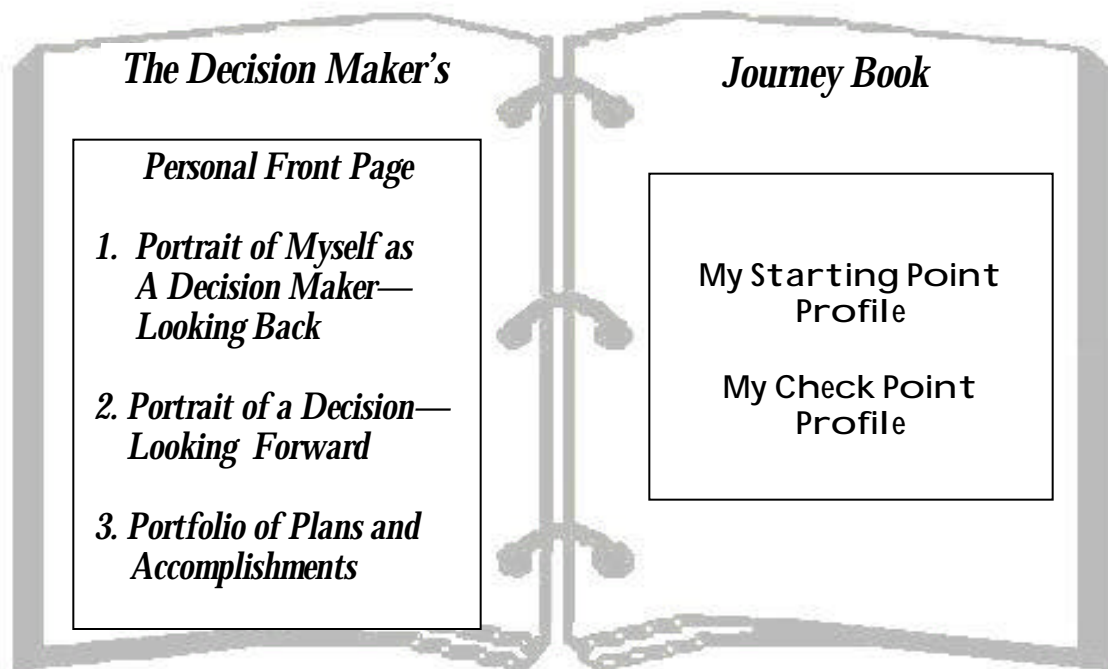 The Decision Maker's
Personal Front Page
1. Portrait of Myself as
A Decision Maker—
Looking Back
2. Portrait of a Decision—
Looking Forward
3. Portfolio of Plans and
Accomplishments
Journey Book
My Starting Point
Profile
My Check Point
Profile